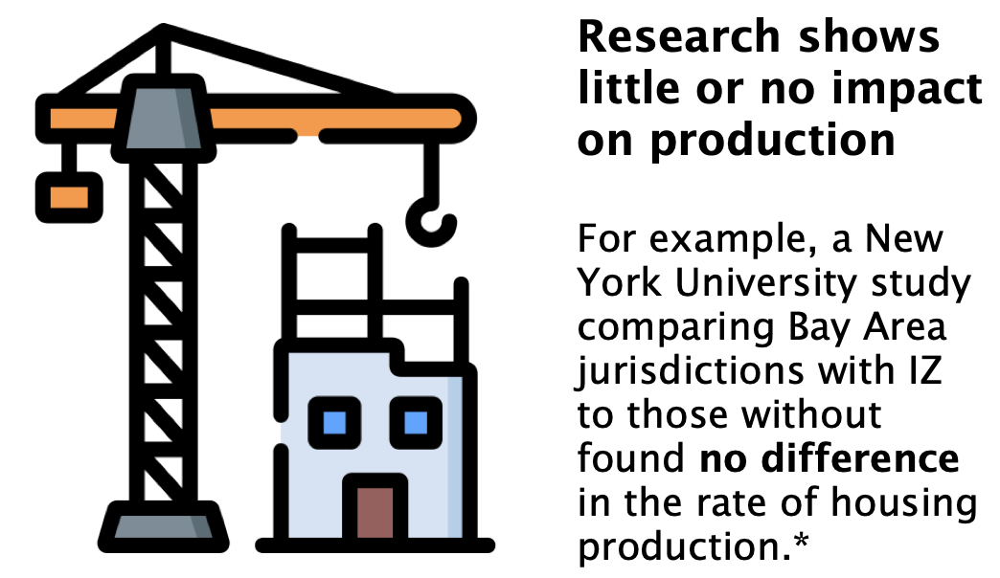 Research shows
little or no impact
on production
For example, a New
York University study
comparing Bay Area
jurisdictions with IZ
to those without
found no difference
in the rate of housing
production.*